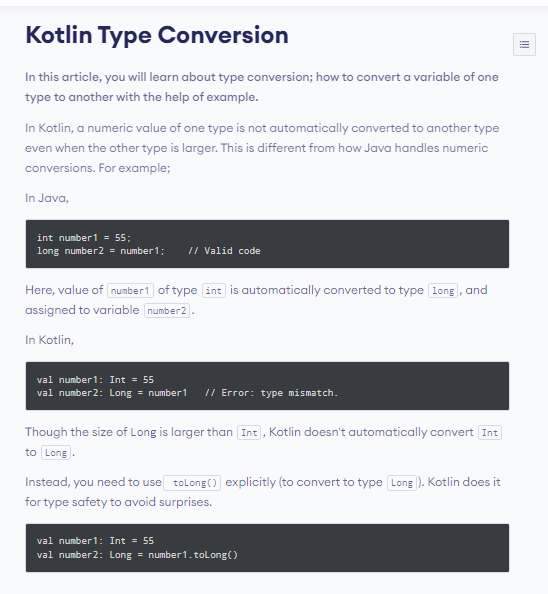 Kotlin Type Conversion
In this article, you will learn about type conversion; how to convert a variable of one
type to another with the help of example.
In Kotlin, a numeric value of one type is not automatically converted to another type
even when the other type is larger. This is different from how Java handles numeric
conversions. For example;
In Java,
int number1 = 55;
long number2 = number1;    // Valid code
Here, value of number1 of type int is automatically converted to type long, and
assigned to variable number2.
In Kotlin,
val number1: Int = 55
val number2: Long = number1   // Error: type mismatch.
Though the size of Long is larger than Int, Kotlin doesn't automatically convert Int
to Long.
Instead, you need to use toLong() explicitly (to convert to type Long). Kotlin does it
for type safety to avoid surprises.
val number1: Int = 55
val number2: Long = number1.toLong()